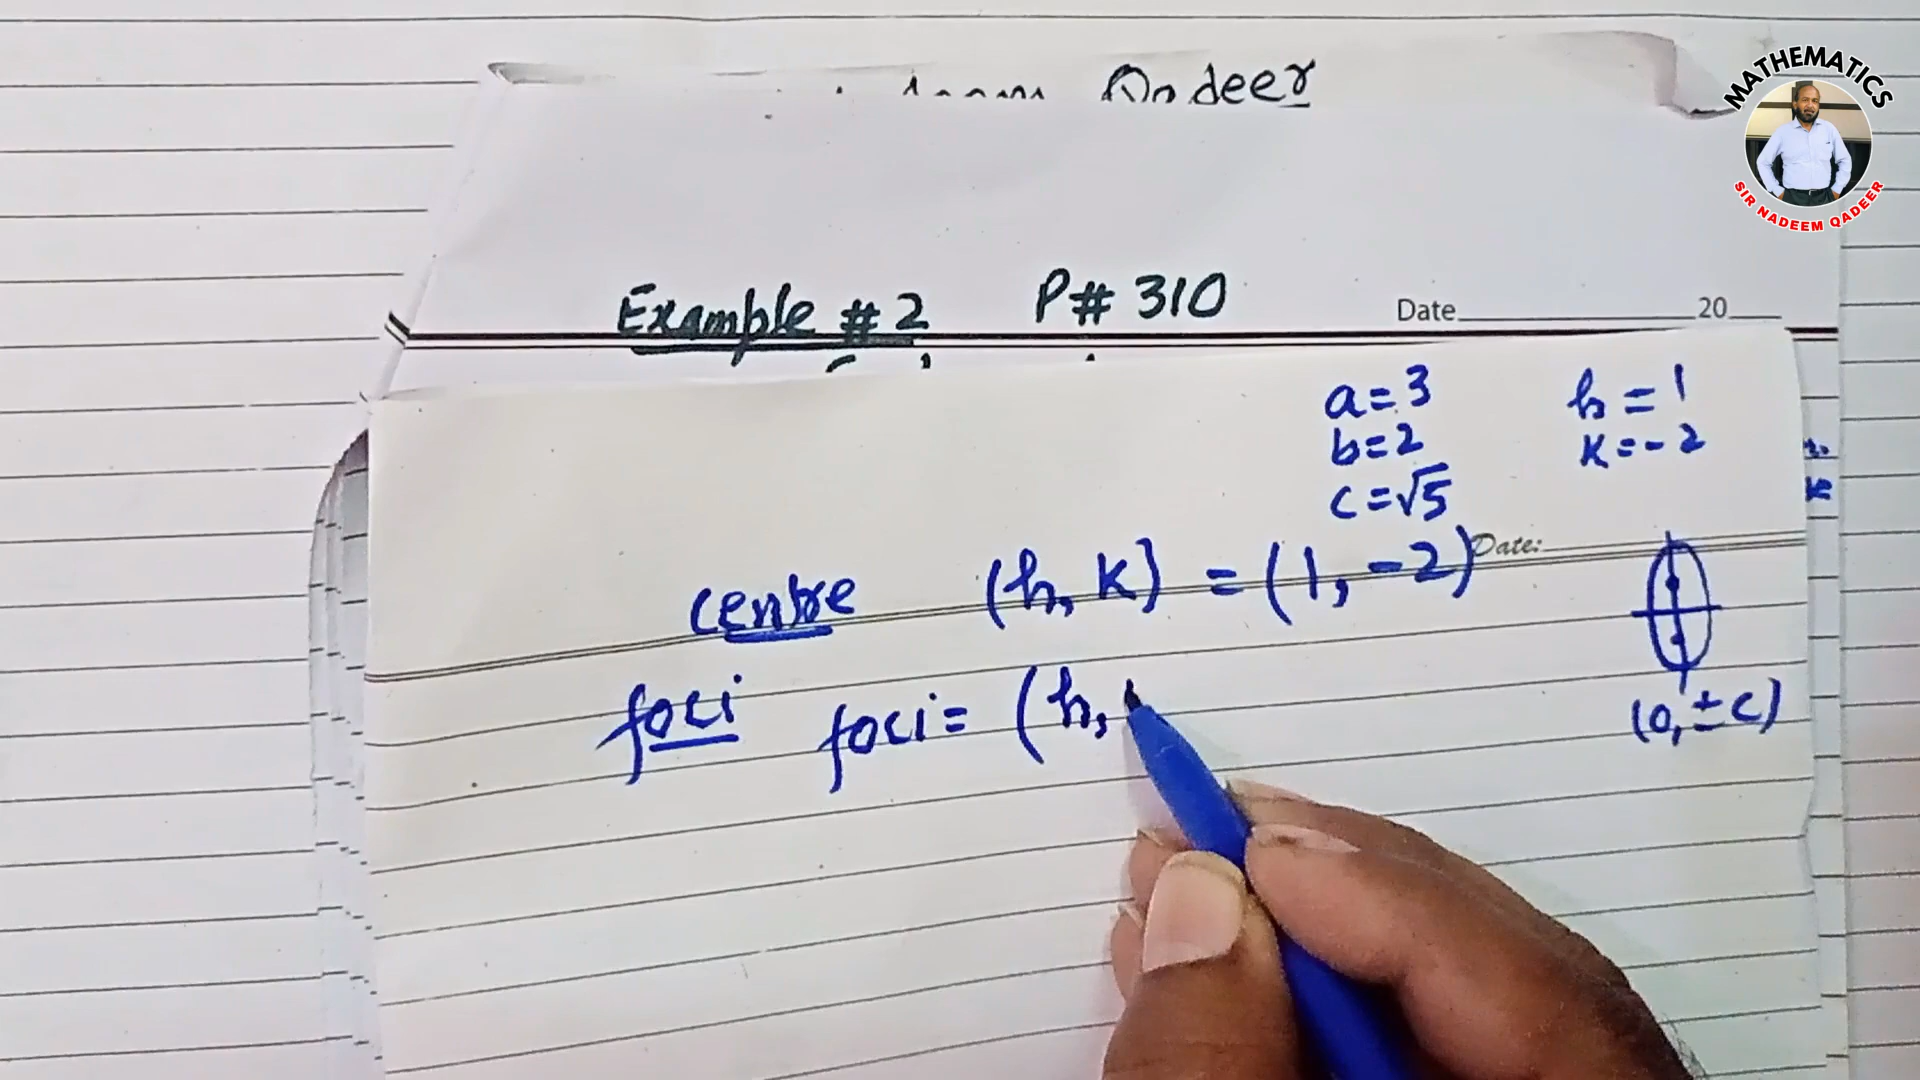 Qadeer
MATHEMATICS
SIR NADEEM QADEER
Example # 2 P# 310
Date 20
a = 3 h = 1
b = 2 k = - 2
c = √5
Date:
centre (h, k) = (1, -2)
foci foci = (h,
(0, ±c)